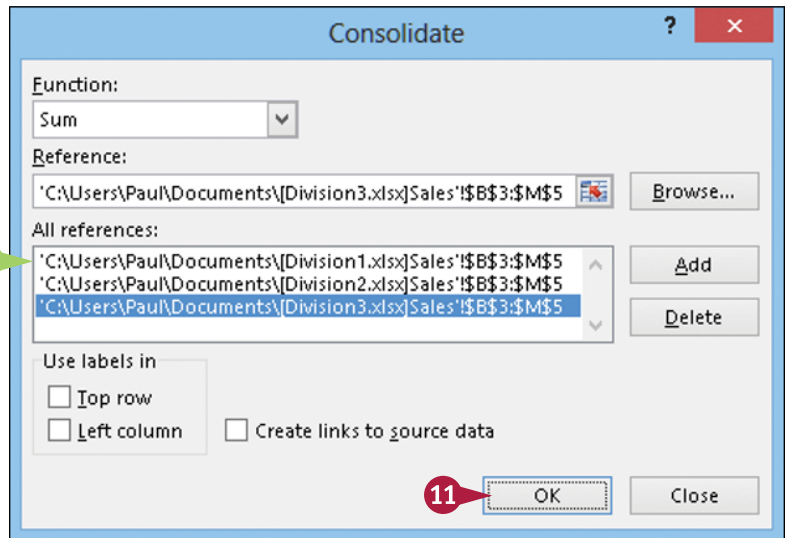 Consolidate
?
Function:
Sum
Reference:
'C:\Users\Paul\Documents\[Division3.xlsx]Sales'!$B$3:$M$5
Browse...
All references:
'C:\Users\Paul\Documents\[Division1.xlsx]Sales'!$B$3:$M$5
'C:\Users\Paul\Documents\[Division2.xlsx]Sales'!$B$3:$M$5
'C:\Users\Paul\Documents\[Division3.xlsx]Sales'!$B$3:$M$5
Add
Delete
Use labels in
Top row
Left column
Create links to source data
11
OK
Close